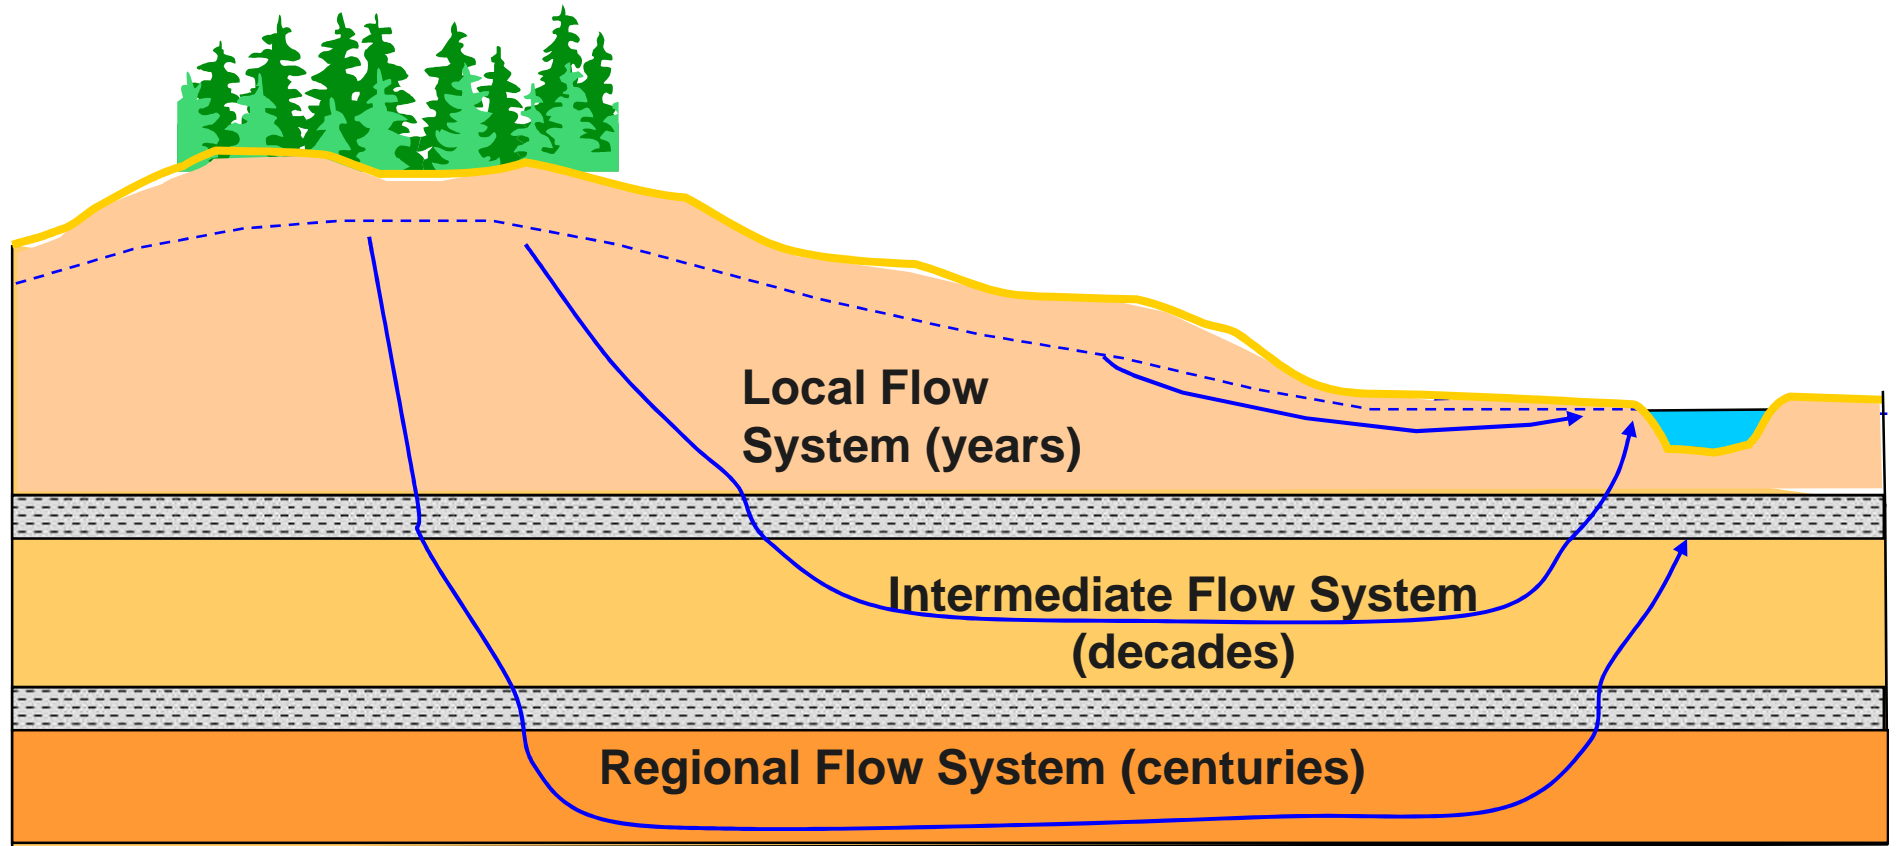 Local Flow
System (years)
Intermediate Flow System
(decades)
Regional Flow System (centuries)